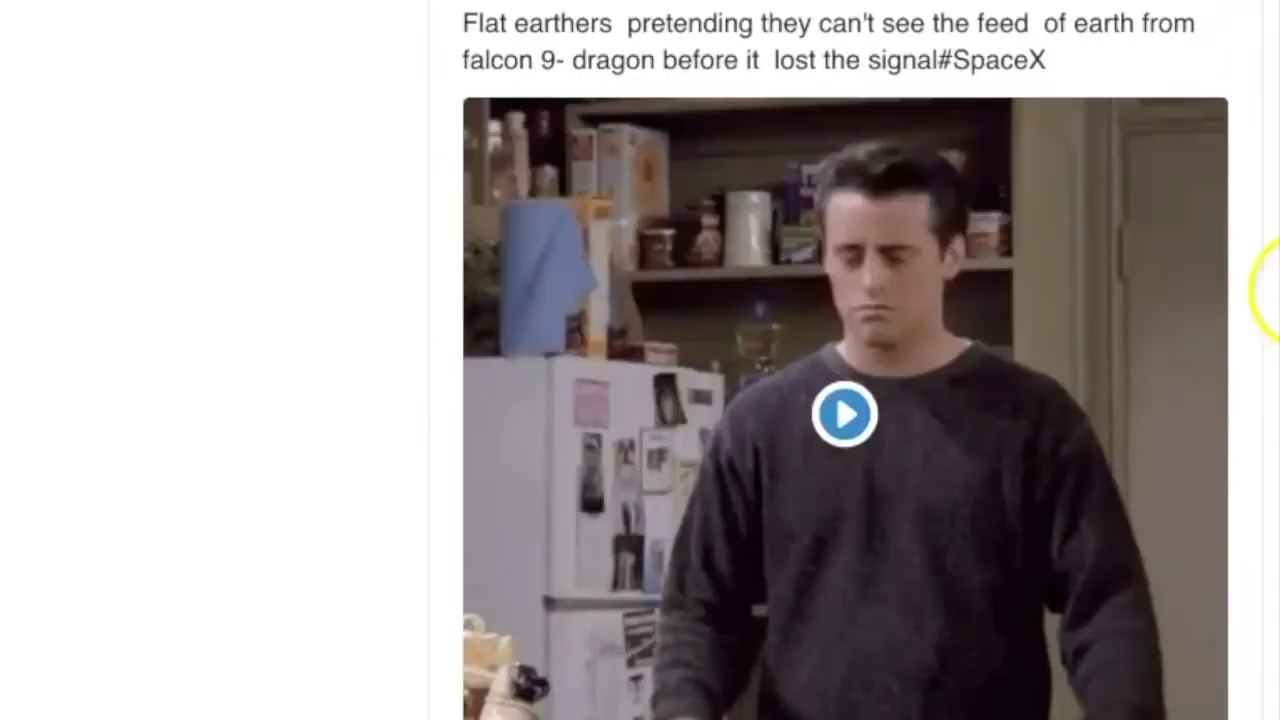 Flat earthers  pretending they can't see the feed  of earth from
falcon 9- dragon before it  lost the signal#SpaceX